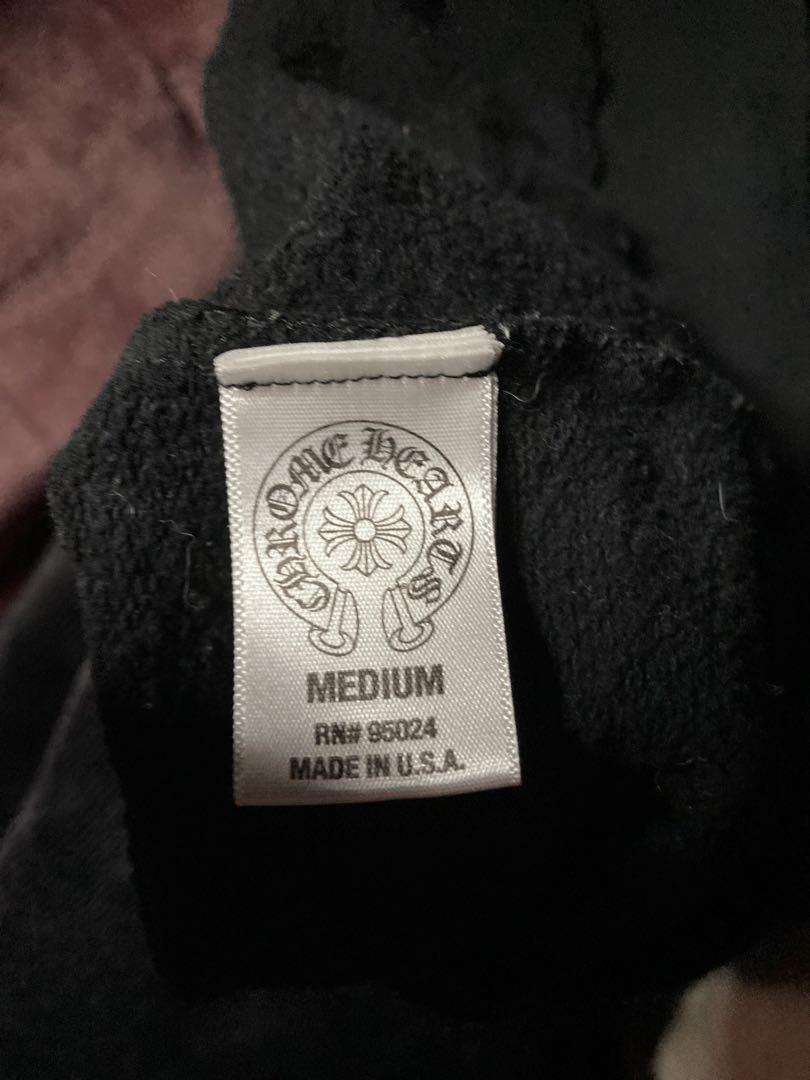 CHROME HEARTS
MEDIUM
RN# 95024
MADE IN U.S.A.